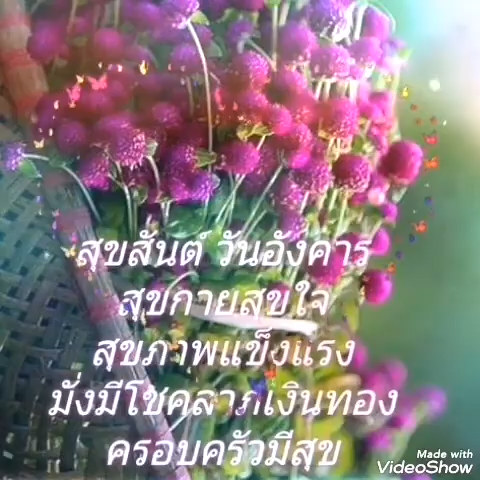 สุขสันต์ วันอังคาร
สุขกายสุขใจ
สุขภาพแข็งแรง
มั่งมีโชคลาภเงินทอง
ครอบครัวมีสุข
Made with
VideoShow